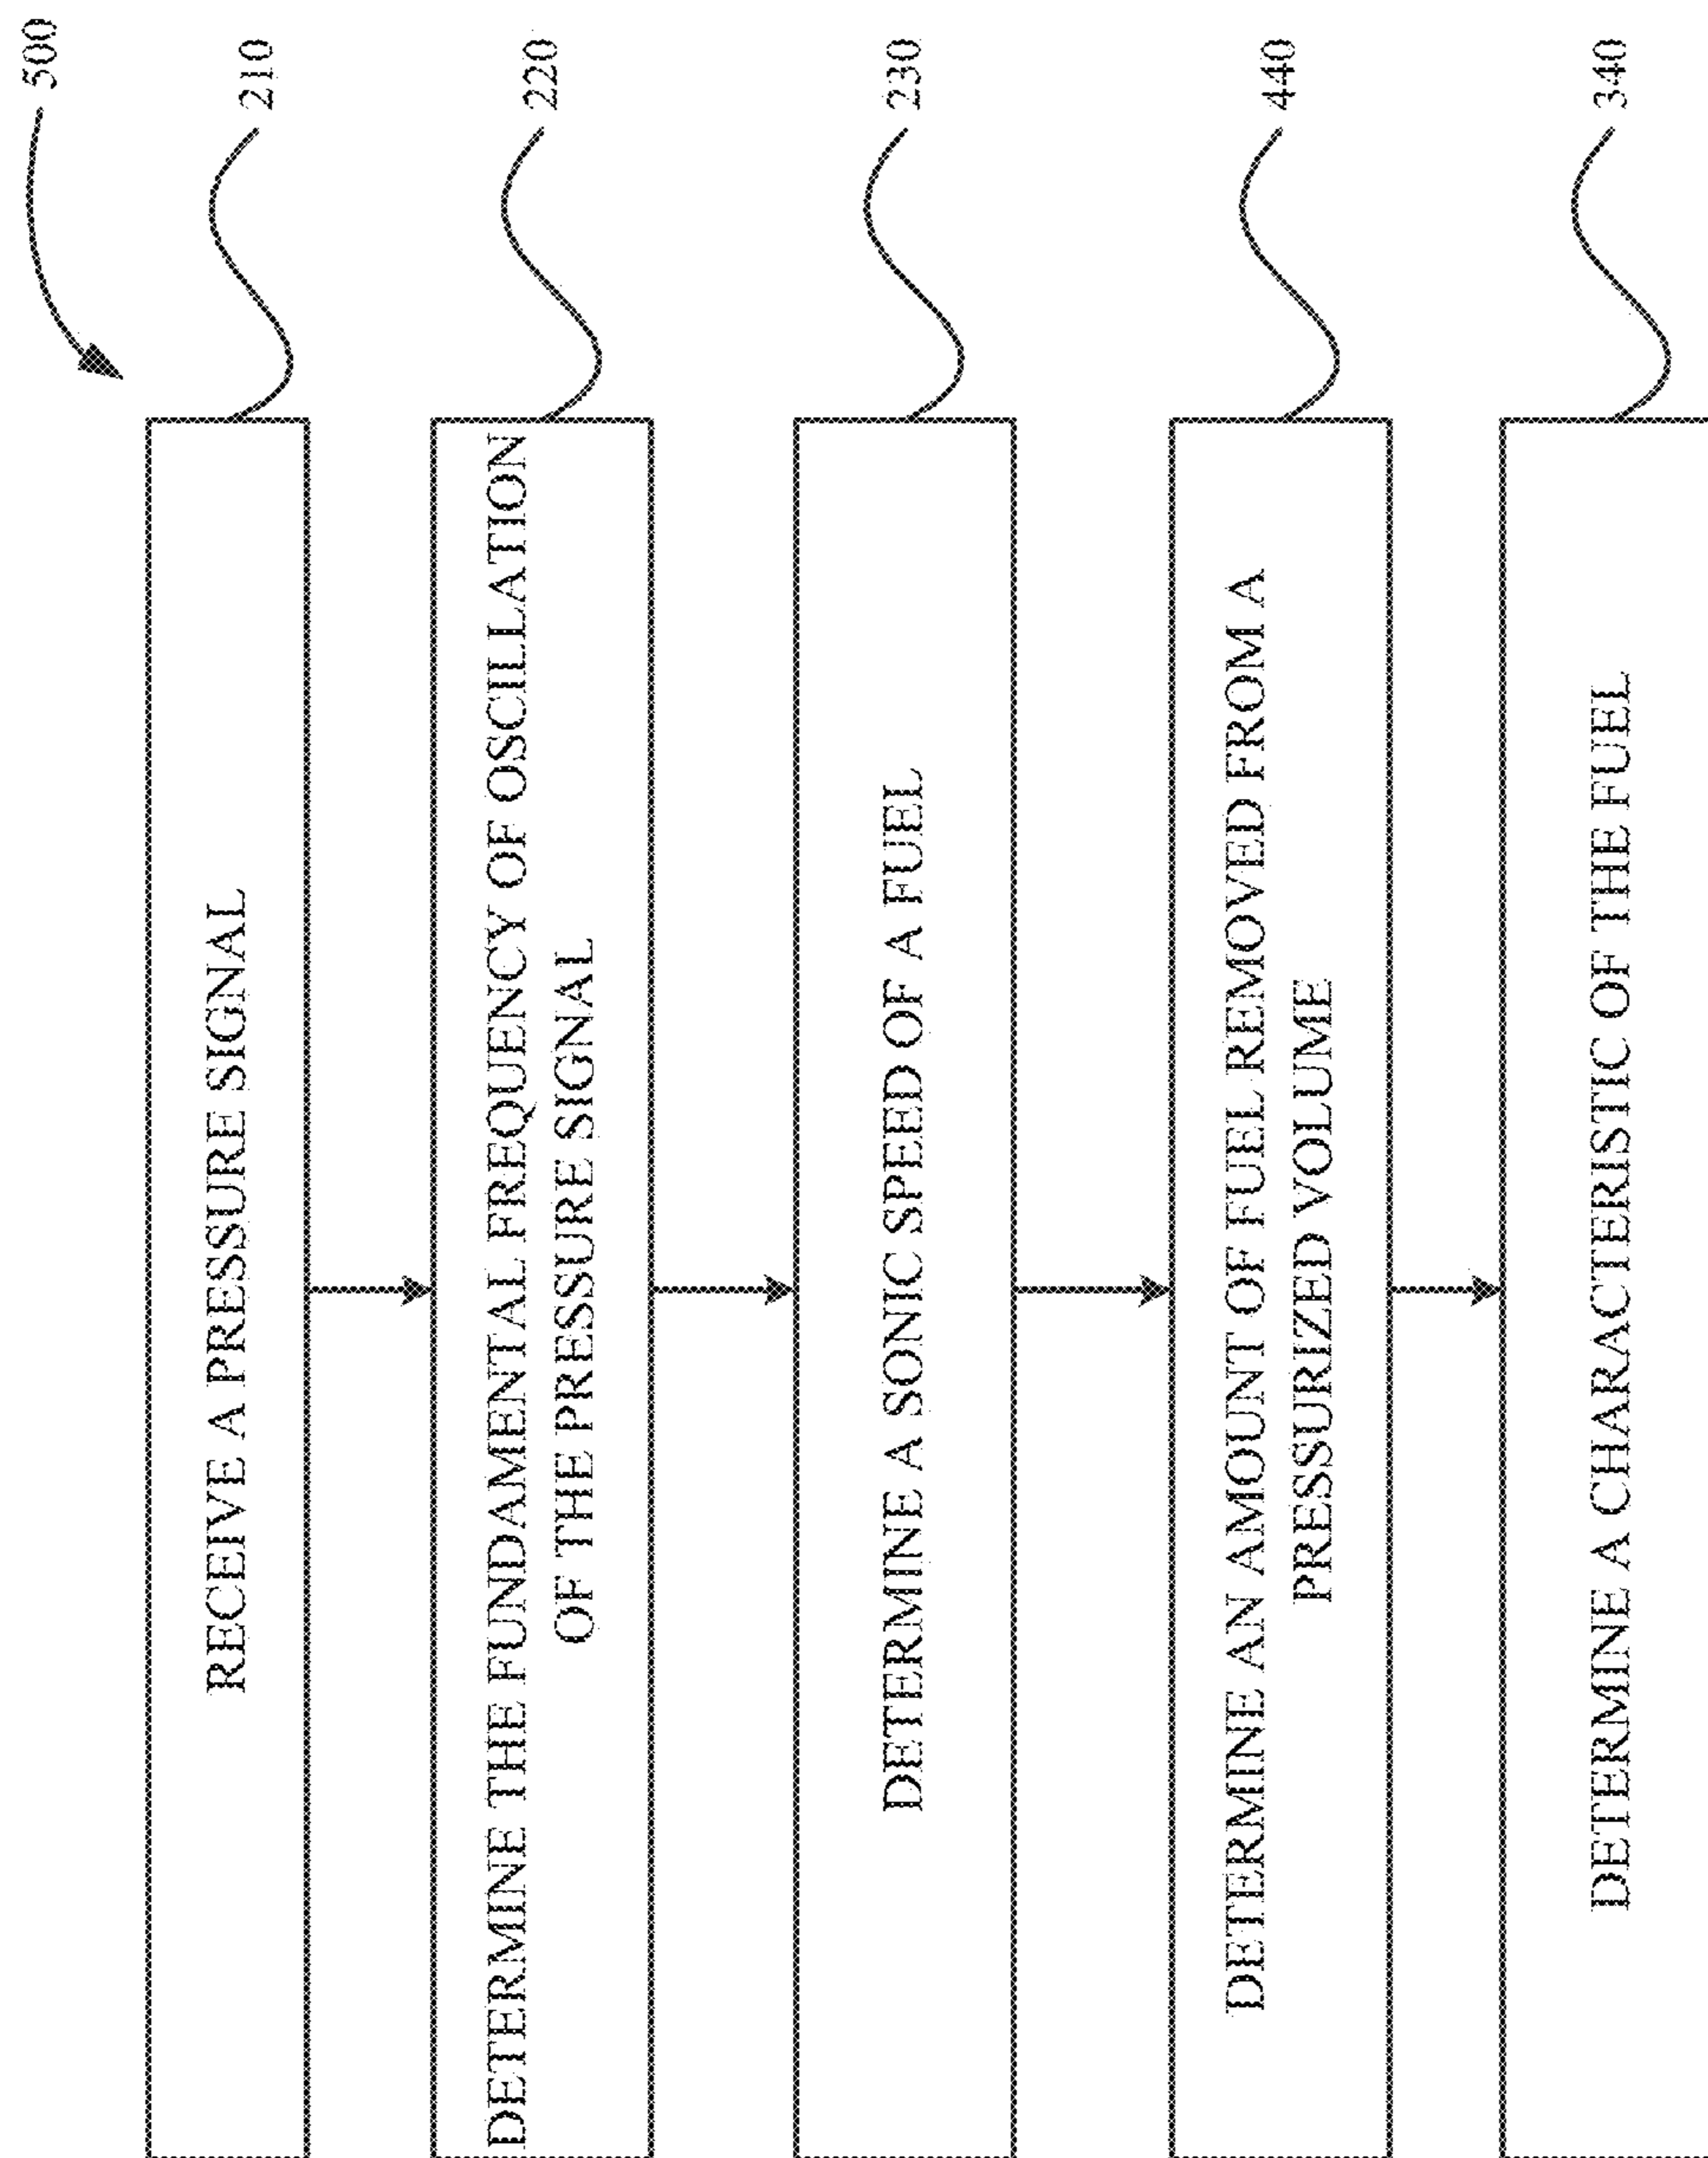 500
RECEIVE A PRESSURE SIGNAL
210
DETERMINE THE FUNDAMENTAL FREQUENCY OF OSCILLATION
OF THE PRESSURE SIGNAL
220
DETERMINE A SONIC SPEED OF A FUEL
230
DETERMINE AN AMOUNT OF FUEL REMOVED FROM A
PRESSURIZED VOLUME
440
DETERMINE A CHARACTERISTIC OF THE FUEL
340